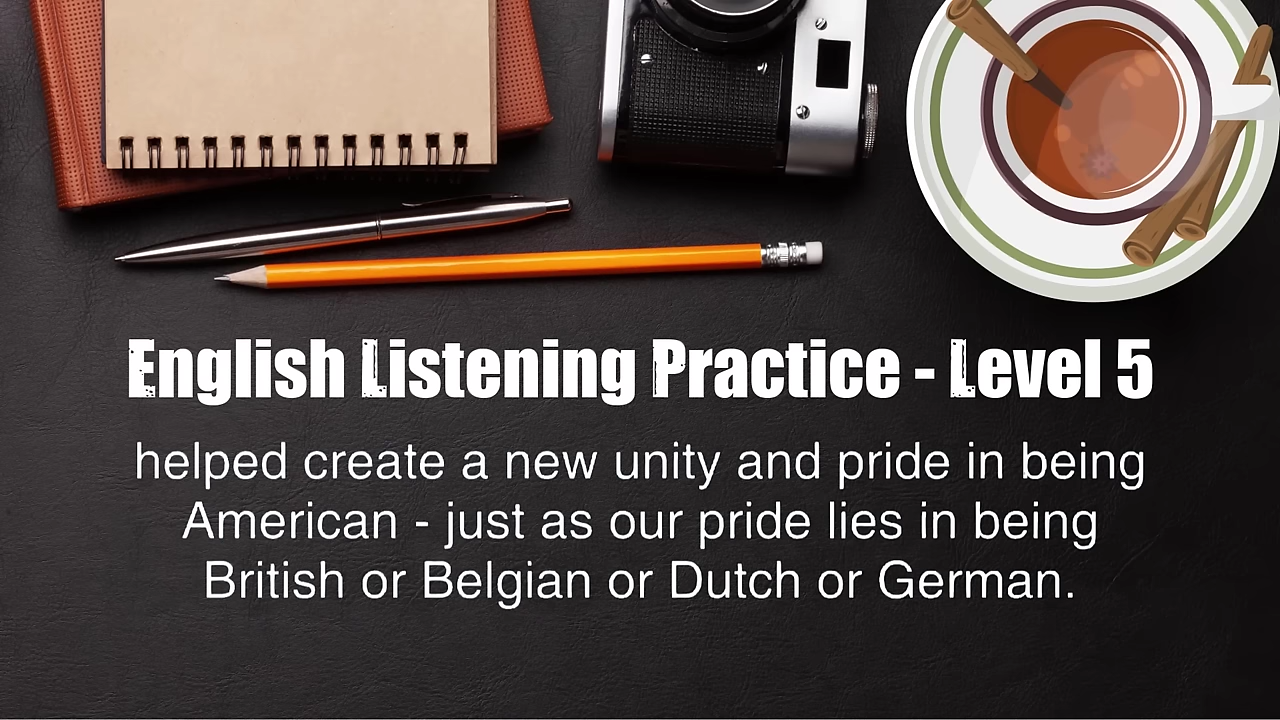 English Listening Practice - Level 5
helped create a new unity and pride in being
American - just as our pride lies in being
British or Belgian or Dutch or German.